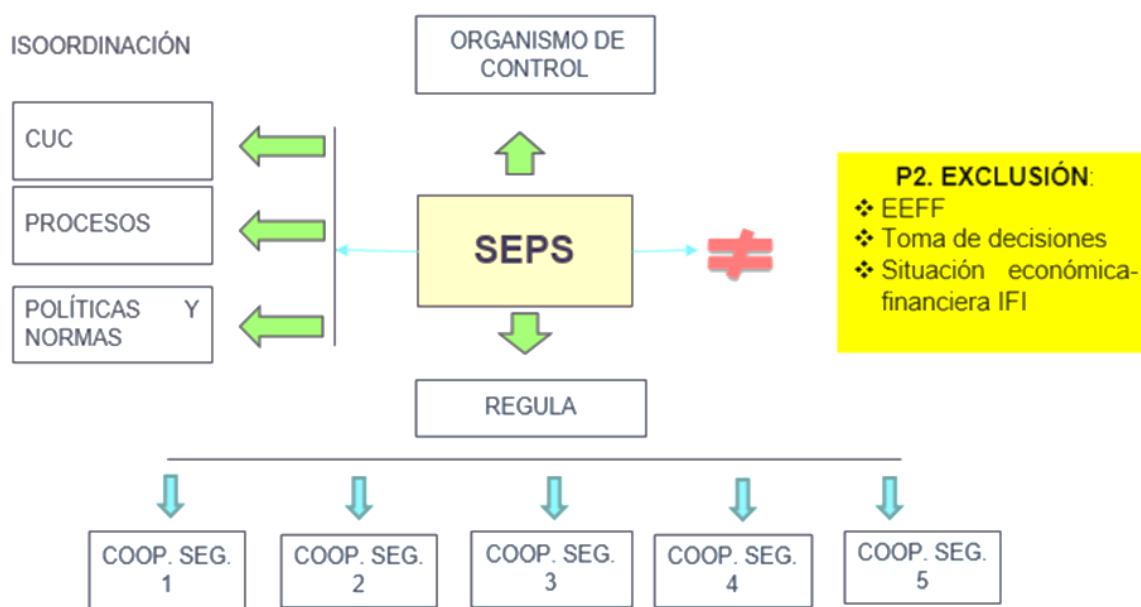 ISOORDINACIÓN
ORGANISMO DE
CONTROL
CUC
PROCESOS
POLÍTICAS Y
NORMAS
SEPS
≠
P2. EXCLUSIÓN:
❖ EEFF
❖ Toma de decisiones
❖ Situación económica-
financiera IFI
REGULA
COOP. SEG.
1
COOP. SEG.
2
COOP. SEG.
3
COOP. SEG.
4
COOP. SEG.
5